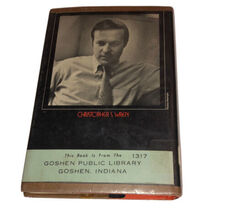 CHRISTOPHER S. WREN
This Book Is From The 1317
GOSHEN PUBLIC LIBRARY
GOSHEN, INDIANA